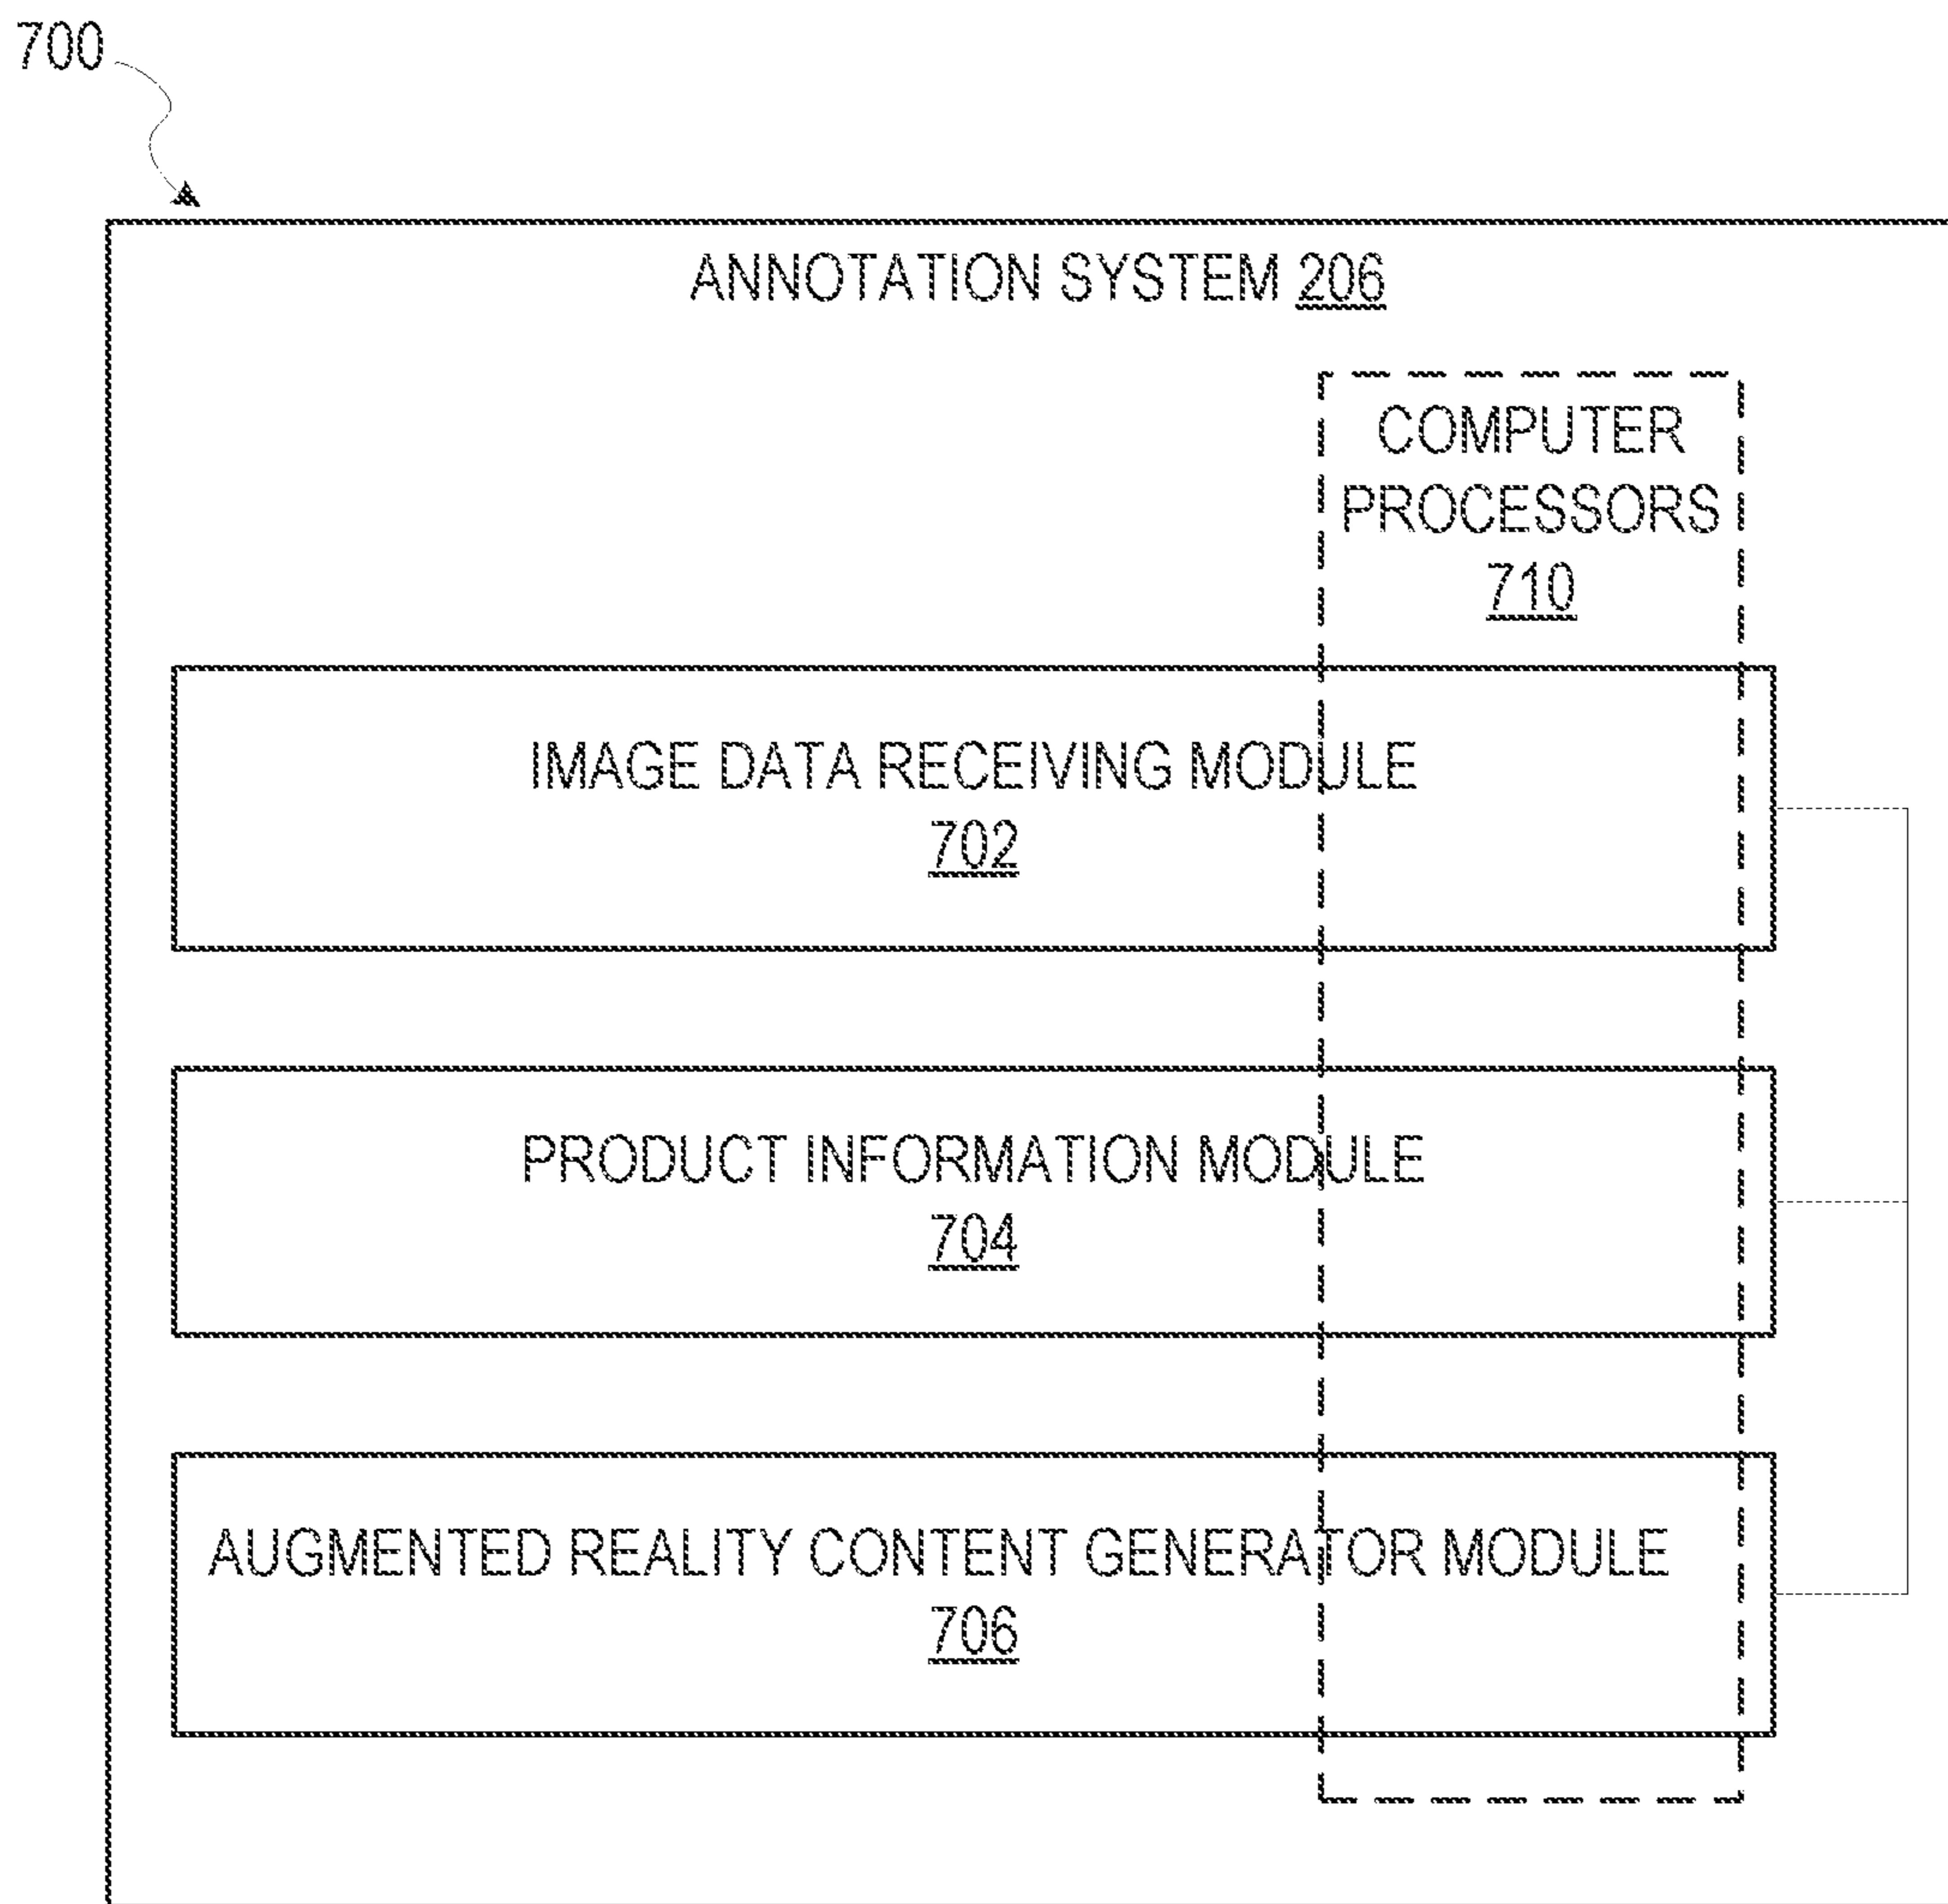 700
ANNOTATION SYSTEM 206
COMPUTER
PROCESSORS
710
IMAGE DATA RECEIVING MODULE
702
PRODUCT INFORMATION MODULE
704
AUGMENTED REALITY CONTENT GENERATOR MODULE
706